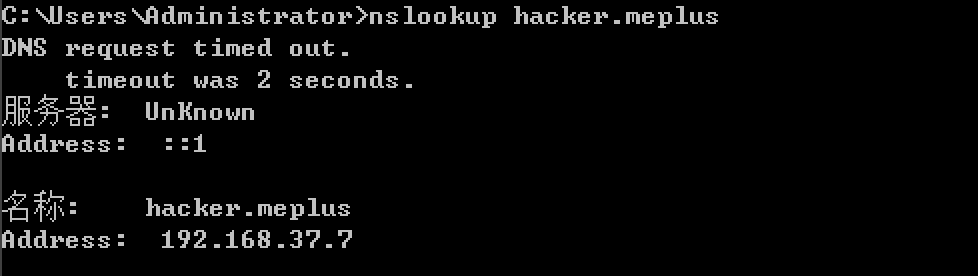 C:\Users\Administrator>nslookup hacker.meplus
DNS request timed out.
    timeout was 2 seconds.
服务器:  UnKnown
Address:  ::1

名称:    hacker.meplus
Address:  192.168.37.7